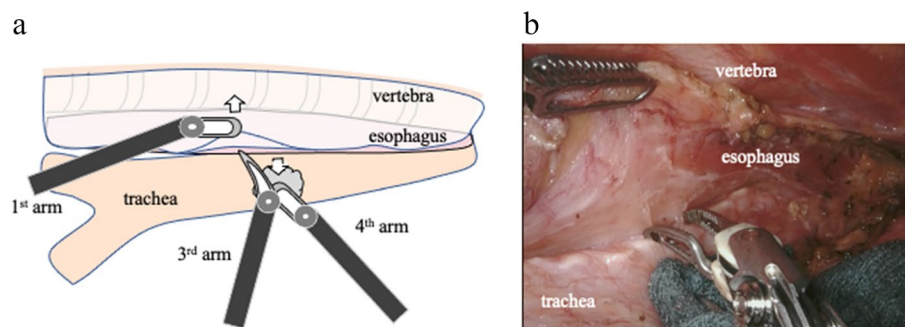 a
vertebra
esophagus
trachea
1st arm
3rd arm
4th arm
b
vertebra
esophagus
trachea